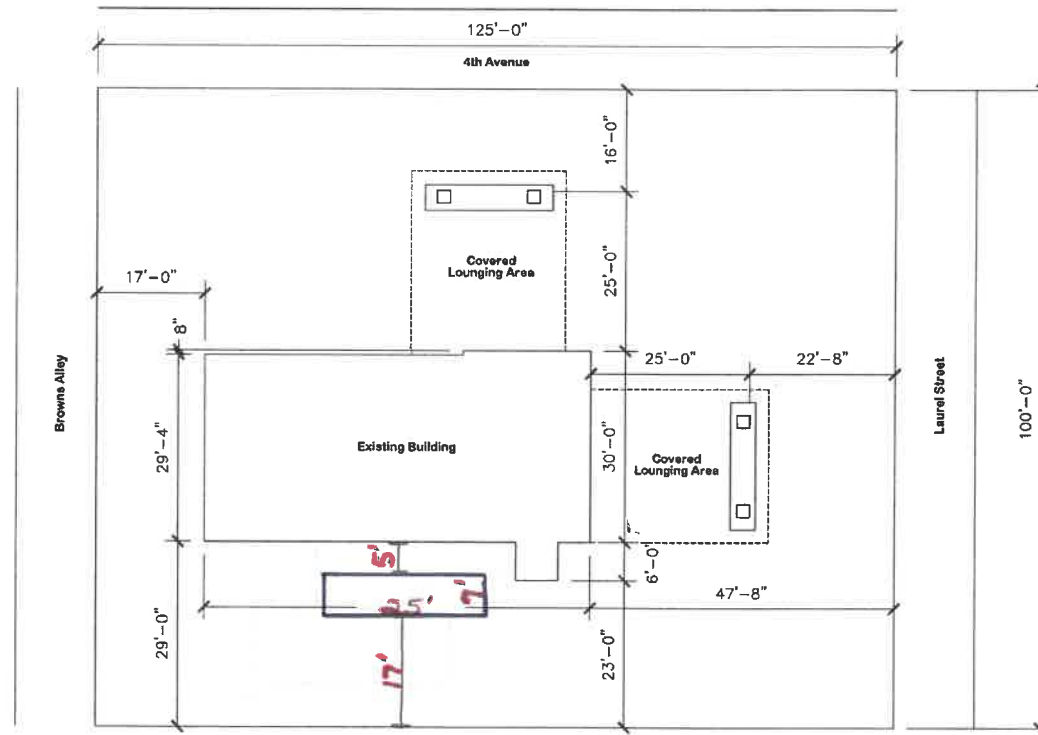 125'-0"
4th Avenue
16'-0"
Covered
Lounging Area
25'-0"
17'-0"
8"
25'-0"
22'-8"
Browns Alley
Laurel Street
100'-0"
29'-4"
Existing Building
30'-0"
Covered
Lounging Area
5'
6'-0"
7'
47'-8"
29'-0"
17'
23'-0"